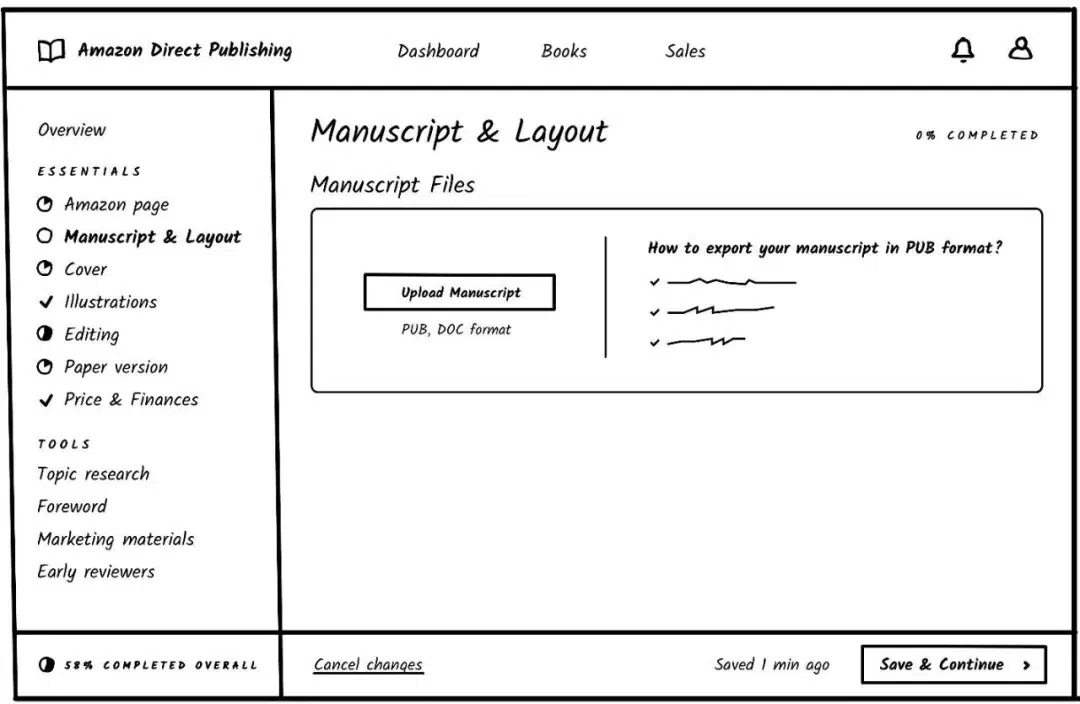 Amazon Direct Publishing
Dashboard
Books
Sales
Overview
ESSENTIALS
Amazon page
Manuscript & Layout
Cover
Illustrations
Editing
Paper version
Price & Finances
TOOLS
Topic research
Foreword
Marketing materials
Early reviewers
58% COMPLETED OVERALL
Manuscript & Layout
0% COMPLETED
Manuscript Files
Upload Manuscript
PUB, DOC format
How to export your manuscript in PUB format?
Cancel changes
Saved 1 min ago
Save & Continue >